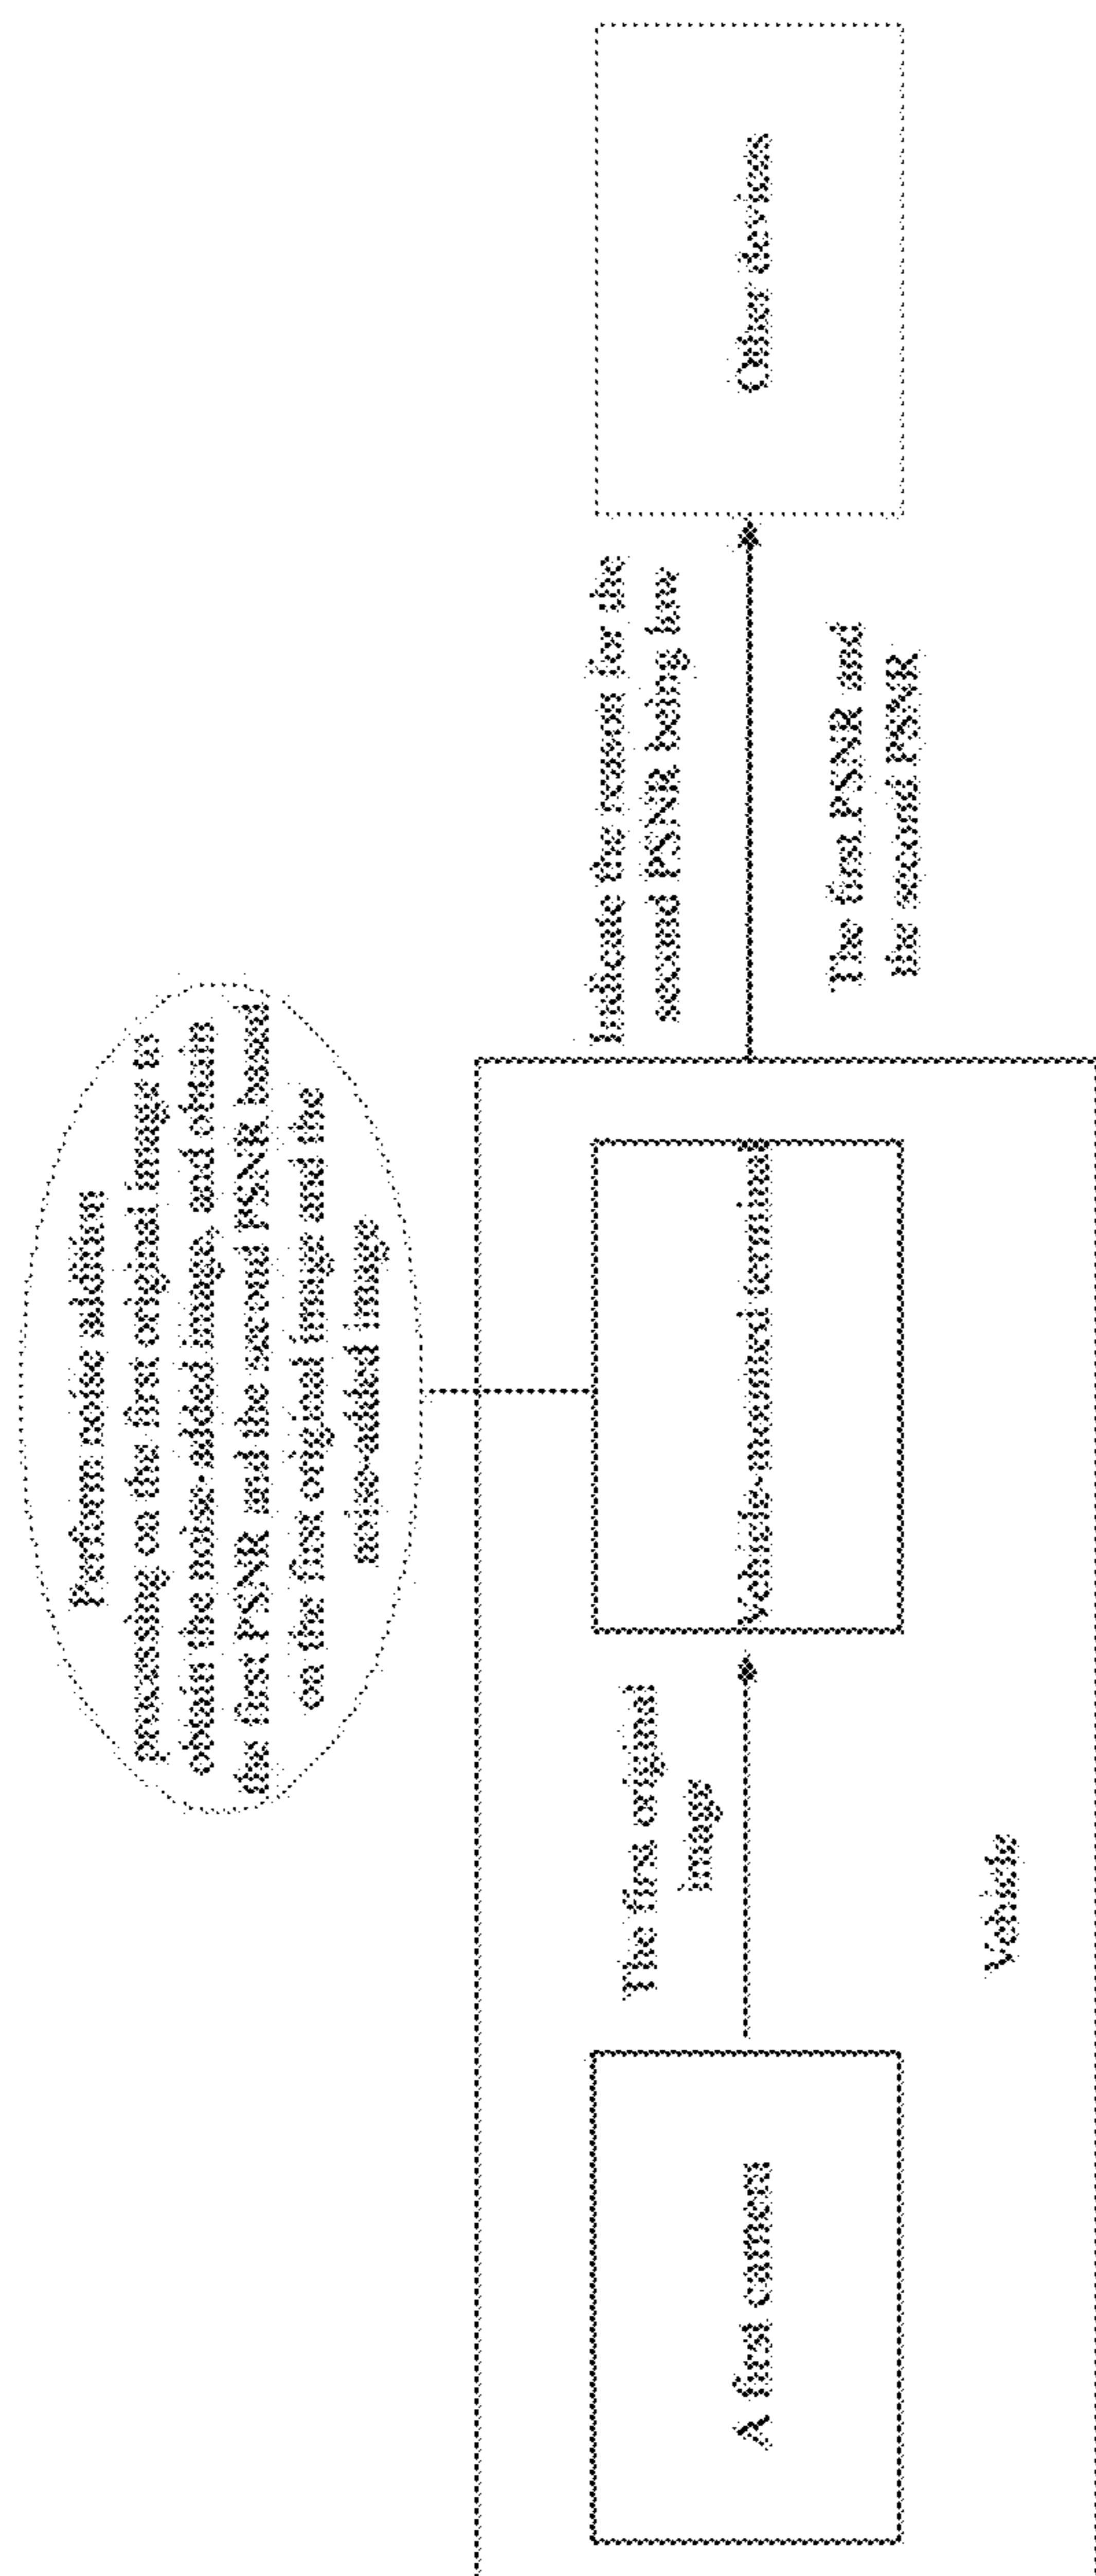 Perform noise addition
processing on the first original image to
obtain the noise-added image, and obtain
the first PSNR and the second PSNR based
on the first original image and the
noise-added image
A first camera
The first original
image
Vehicle-mounted terminal
Vehicle
Indicate the reason for the
second PSNR being low
The first PSNR and
the second PSNR
Other devices